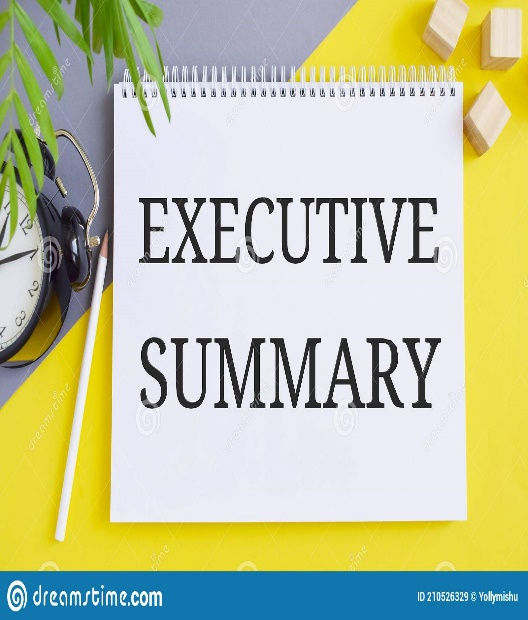 EXECUTIVE
SUMMARY
dreamstime.com
ID 210526329 © Yollymishu